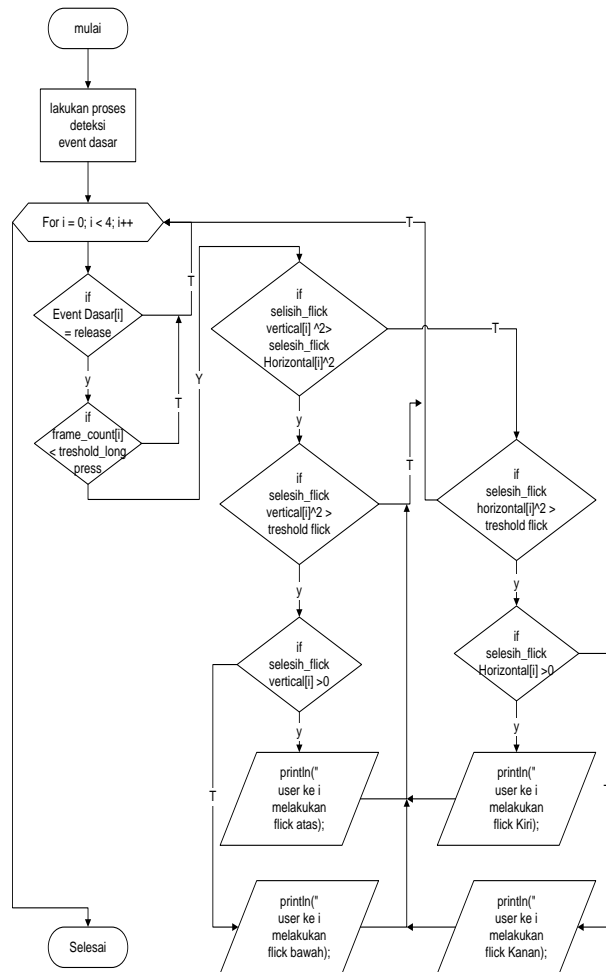 mulai
lakukan proses
deteksi
event dasar
For i = 0; i < 4; i++
T
if
Event Dasar[i]
= release
y
T
if
frame_count[i]
< treshold_long
press
Y
if
selisih_flick
vertical[i] ^2>
selesih_flick
Horizontal[i]^2
T
T
y
T
if
selesih_flick
vertical[i]^2 >
treshold flick
y
if
selesih_flick
horizontal[i]^2 >
treshold flick
y
if
selesih_flick
vertical[i] >0
y
T
if
selesih_flick
Horizontal[i] >0
y
T
println("
user ke i
melakukan
flick atas);
println("
user ke i
melakukan
flick Kiri);
println("
user ke i
melakukan
flick bawah);
println("
user ke i
melakukan
flick Kanan);
Selesai